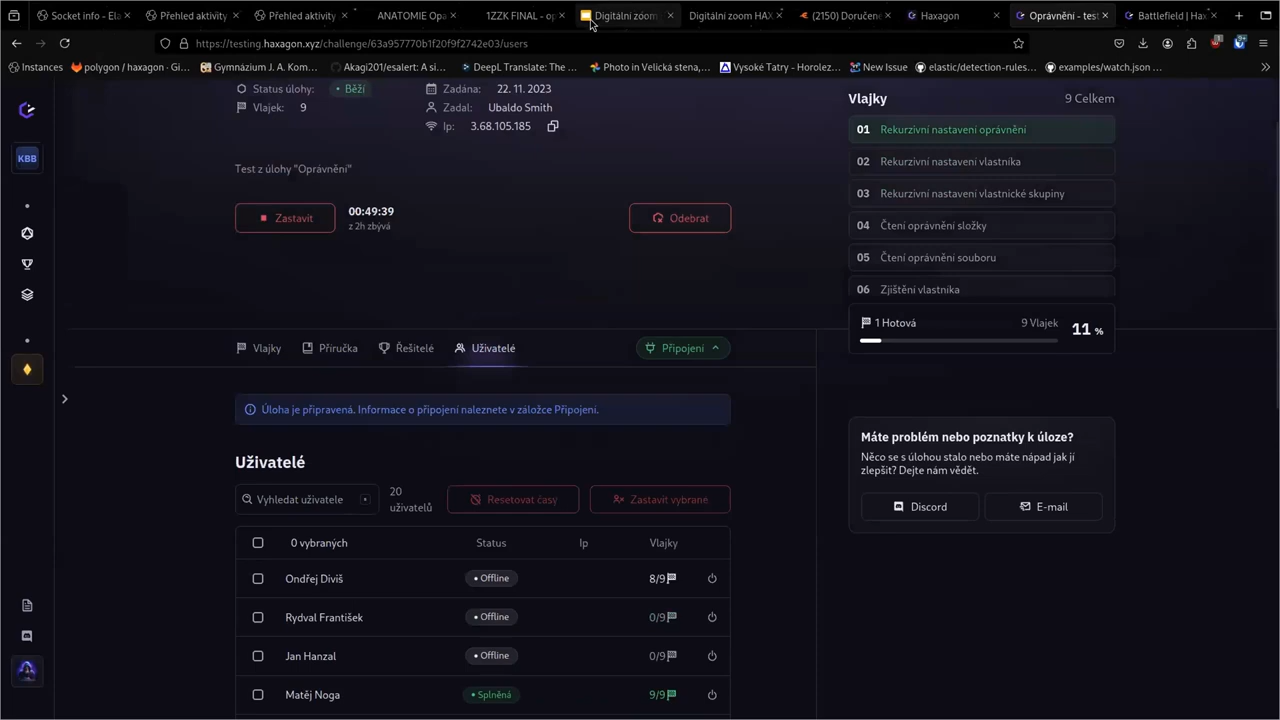 Socket info - Ela
Přehled aktivity
Přehled aktivity
ANATOMIE Opa
1ZZK FINAL - op
Digitální zoom
Digitální zoom HAX
(2150) Doručen
Haxagon
Oprávnění - test
Battlefield | Hax
https://testing.haxagon.xyz/challenge/63a957770b1f20f9f2742e03/users
Instances
polygon / haxagon · Gi...
Gymnázium J. A. Kom...
Akagi201/esalert: A si...
DeepL Translate: The ...
Photo in Velická stena,...
Vysoké Tatry - Horolez...
New Issue
elastic/detection-rules...
examples/watch.json ...
KBB
Status úlohy:
• Běží
Zadána:
22. 11. 2023
Vlajek:
9
Zadal:
Ubaldo Smith
Ip:
3.68.105.185
Test z úlohy "Oprávnění"
Zastavit
00:49:39
z 2h zbývá
Odebrat
Vlajky
9 Celkem
01 Rekurzivní nastavení oprávnění
02 Rekurzivní nastavení vlastníka
03 Rekurzivní nastavení vlastnické skupiny
04 Čtení oprávnění složky
05 Čtení oprávnění souboru
06 Zjištění vlastníka
1 Hotová
9 Vlajek
11 %
Vlajky
Příručka
Řešitelé
Uživatelé
Připojení
Úloha je připravená. Informace o připojení naleznete v záložce Připojení.
Máte problém nebo poznatky k úloze?
Něco se s úlohou stalo nebo máte nápad jak jí
zlepšit? Dejte nám vědět.
Discord
E-mail
Uživatelé
Vyhledat uživatele
20
uživatelů
Resetovat časy
Zastavit vybrane
0 vybraných
Status
Ip
Vlajky
Ondřej Diviš
• Offline
8/9
Rydval František
• Offline
0/9
Jan Hanzal
• Offline
0/9
Matěj Noga
• Splněná
9/9